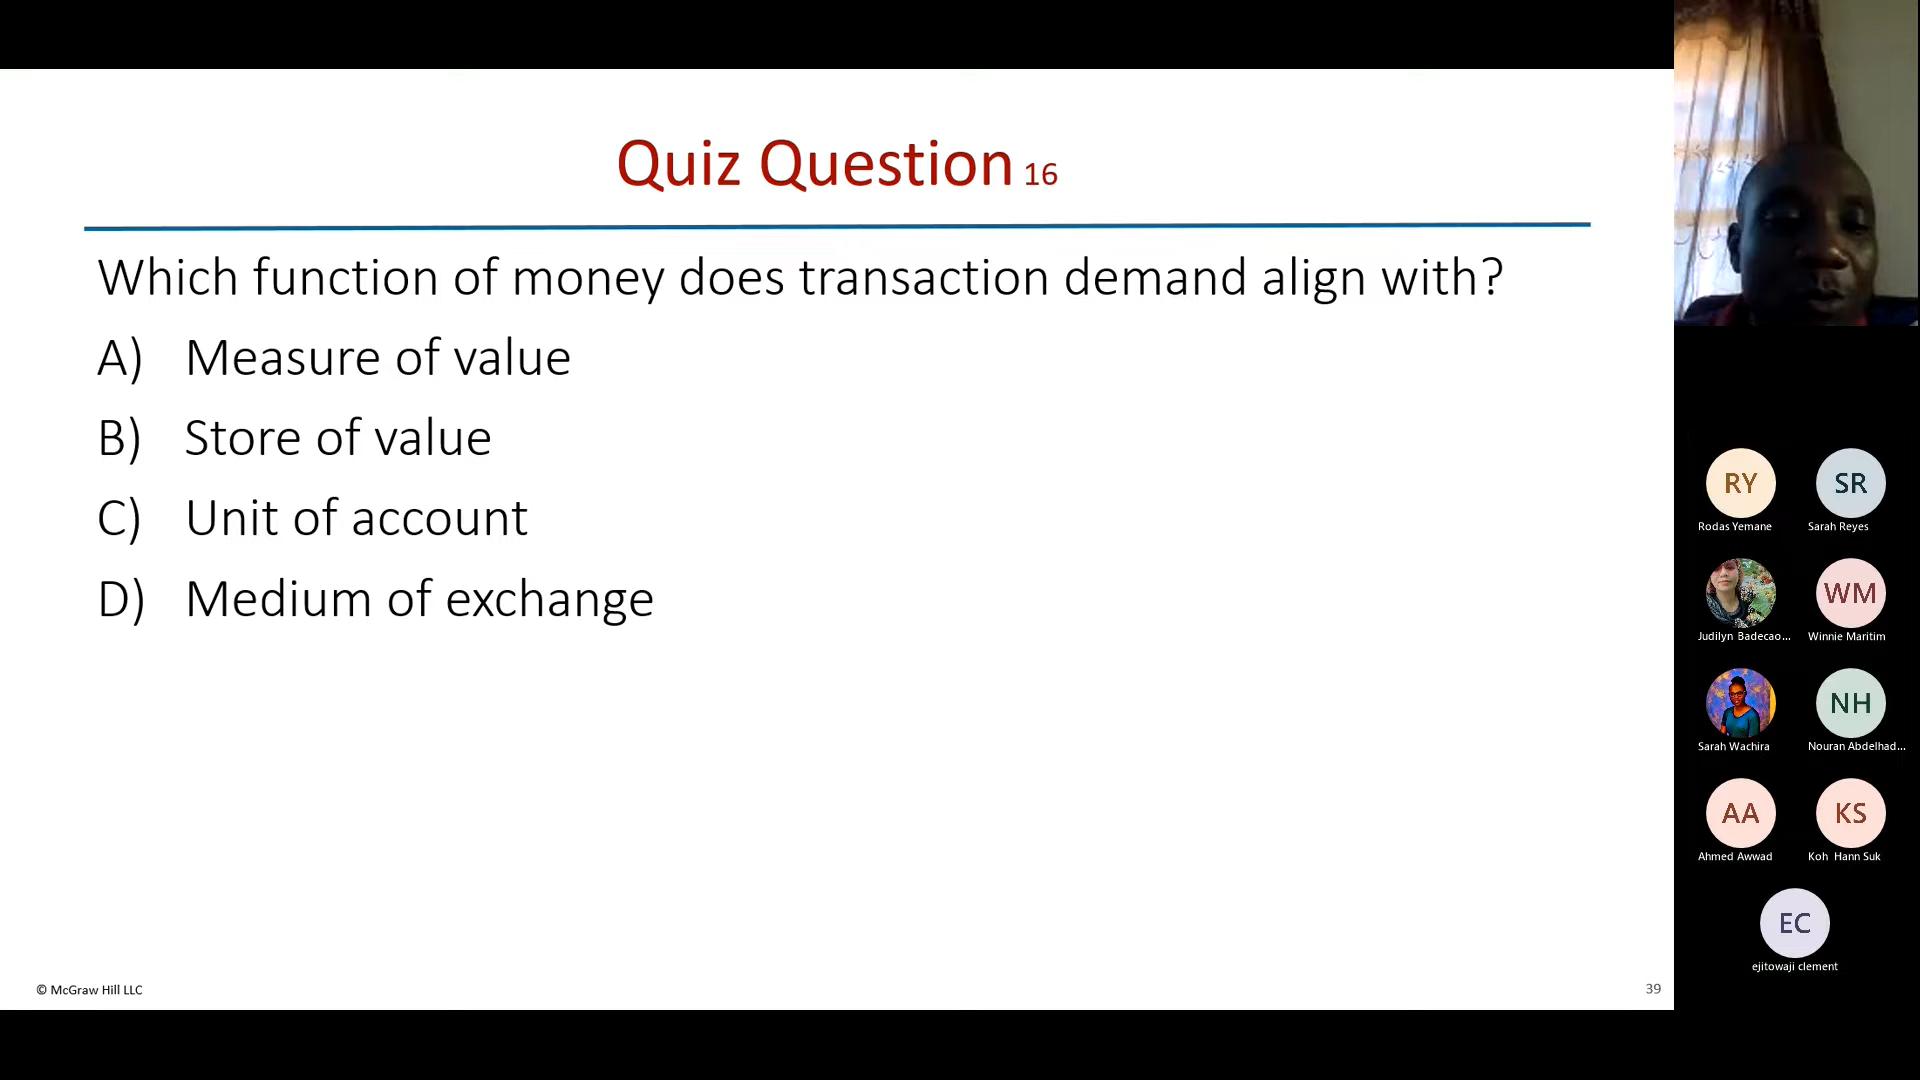 Quiz Question 16
Which function of money does transaction demand align with?
A) Measure of value
B) Store of value
C) Unit of account
D) Medium of exchange
© McGraw Hill LLC
39
RY
Rodas Yemane
SR
Sarah Reyes
Judilyn Badecao...
WM
Winnie Maritim
Sarah Wachira
NH
Nouran Abdelhad...
AA
Ahmed Awwad
KS
Koh Hann Suk
EC
ejitowaji clement